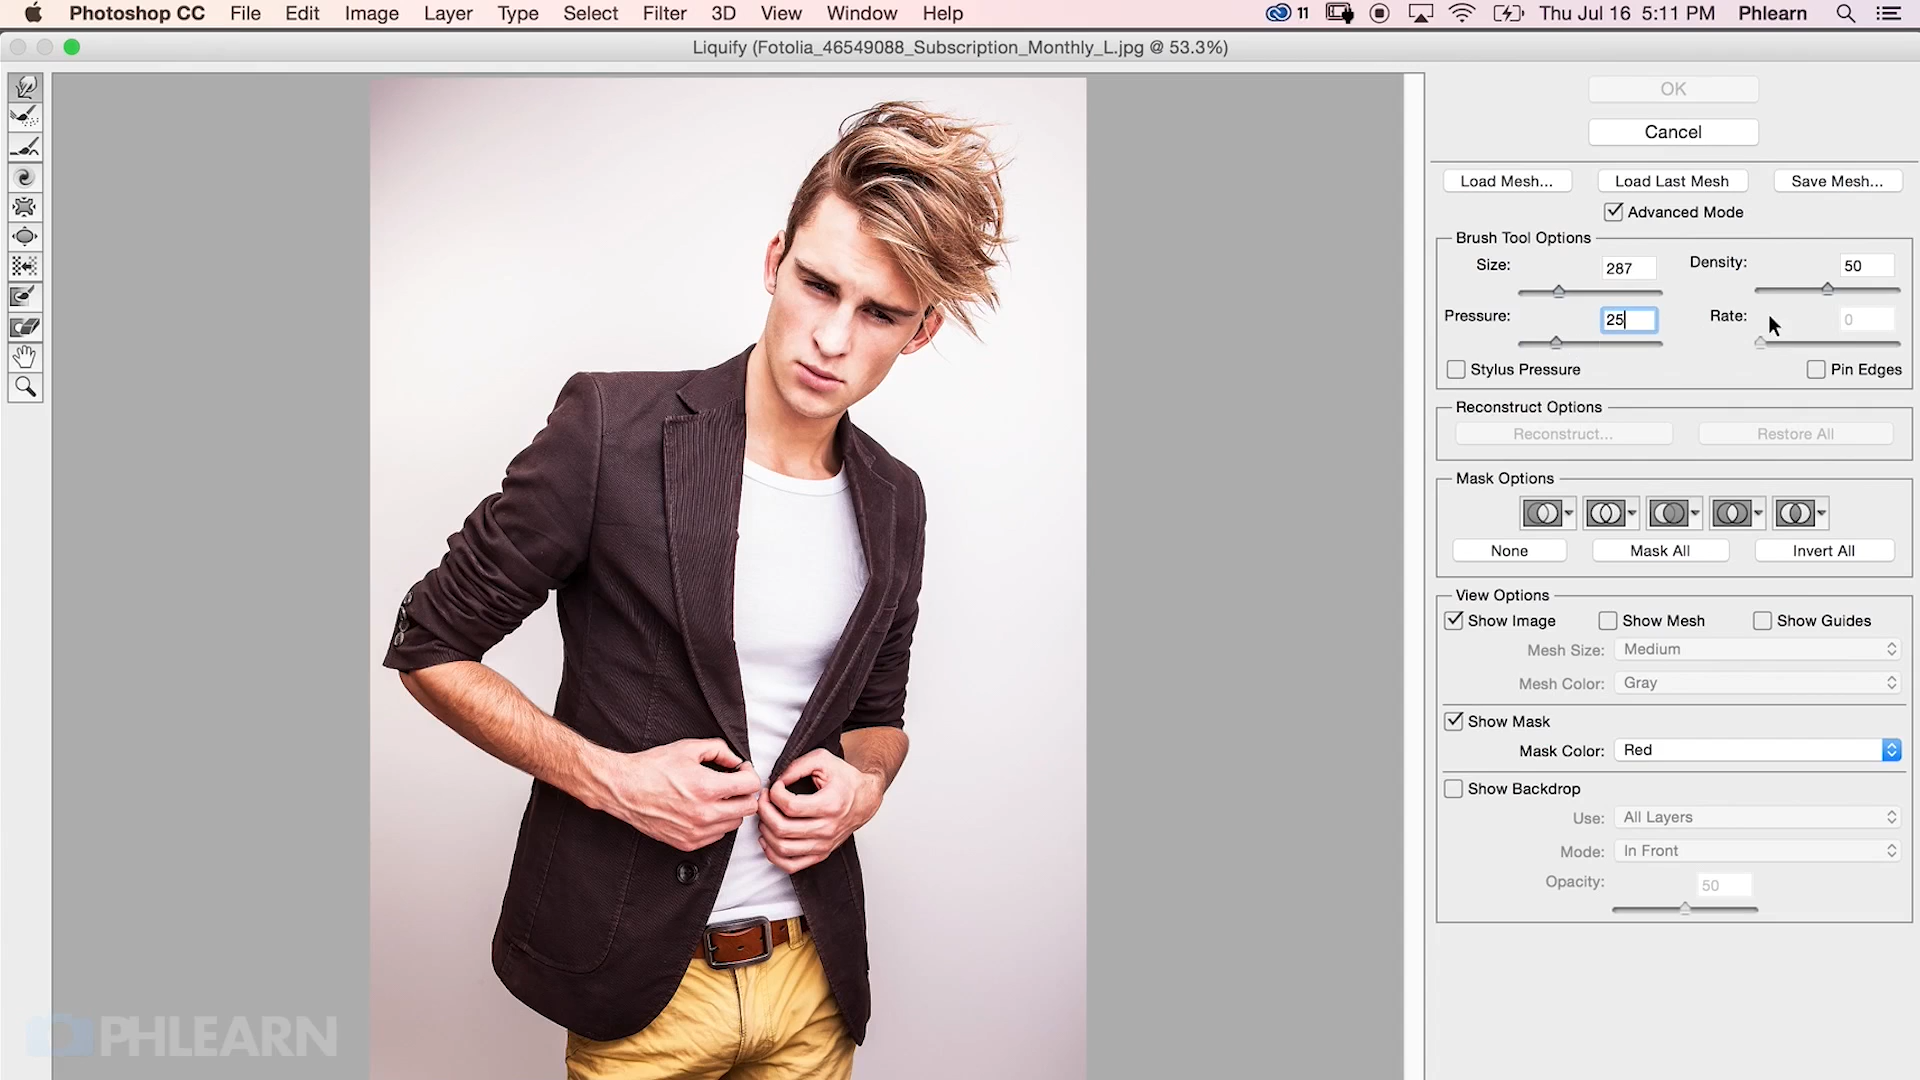 Photoshop CC File Edit Image Layer Type Select Filter 3D View Window Help 11 Thu Jul 16 5:11 PM Phlearn
Liquify (Fotolia_46549088_Subscription_Monthly_L.jpg @ 53.3%)
OK
Cancel
Load Mesh... Load Last Mesh Save Mesh...
Advanced Mode
Brush Tool Options
Size: 287 Density: 50
Pressure: 25 Rate: 0
Stylus Pressure Pin Edges
Reconstruct Options
Reconstruct... Restore All
Mask Options
None Mask All Invert All
View Options
Show Image Show Mesh Show Guides
Mesh Size: Medium
Mesh Color: Gray
Show Mask
Mask Color: Red
Show Backdrop
Use: All Layers
Mode: In Front
Opacity: 50
PHLEARN